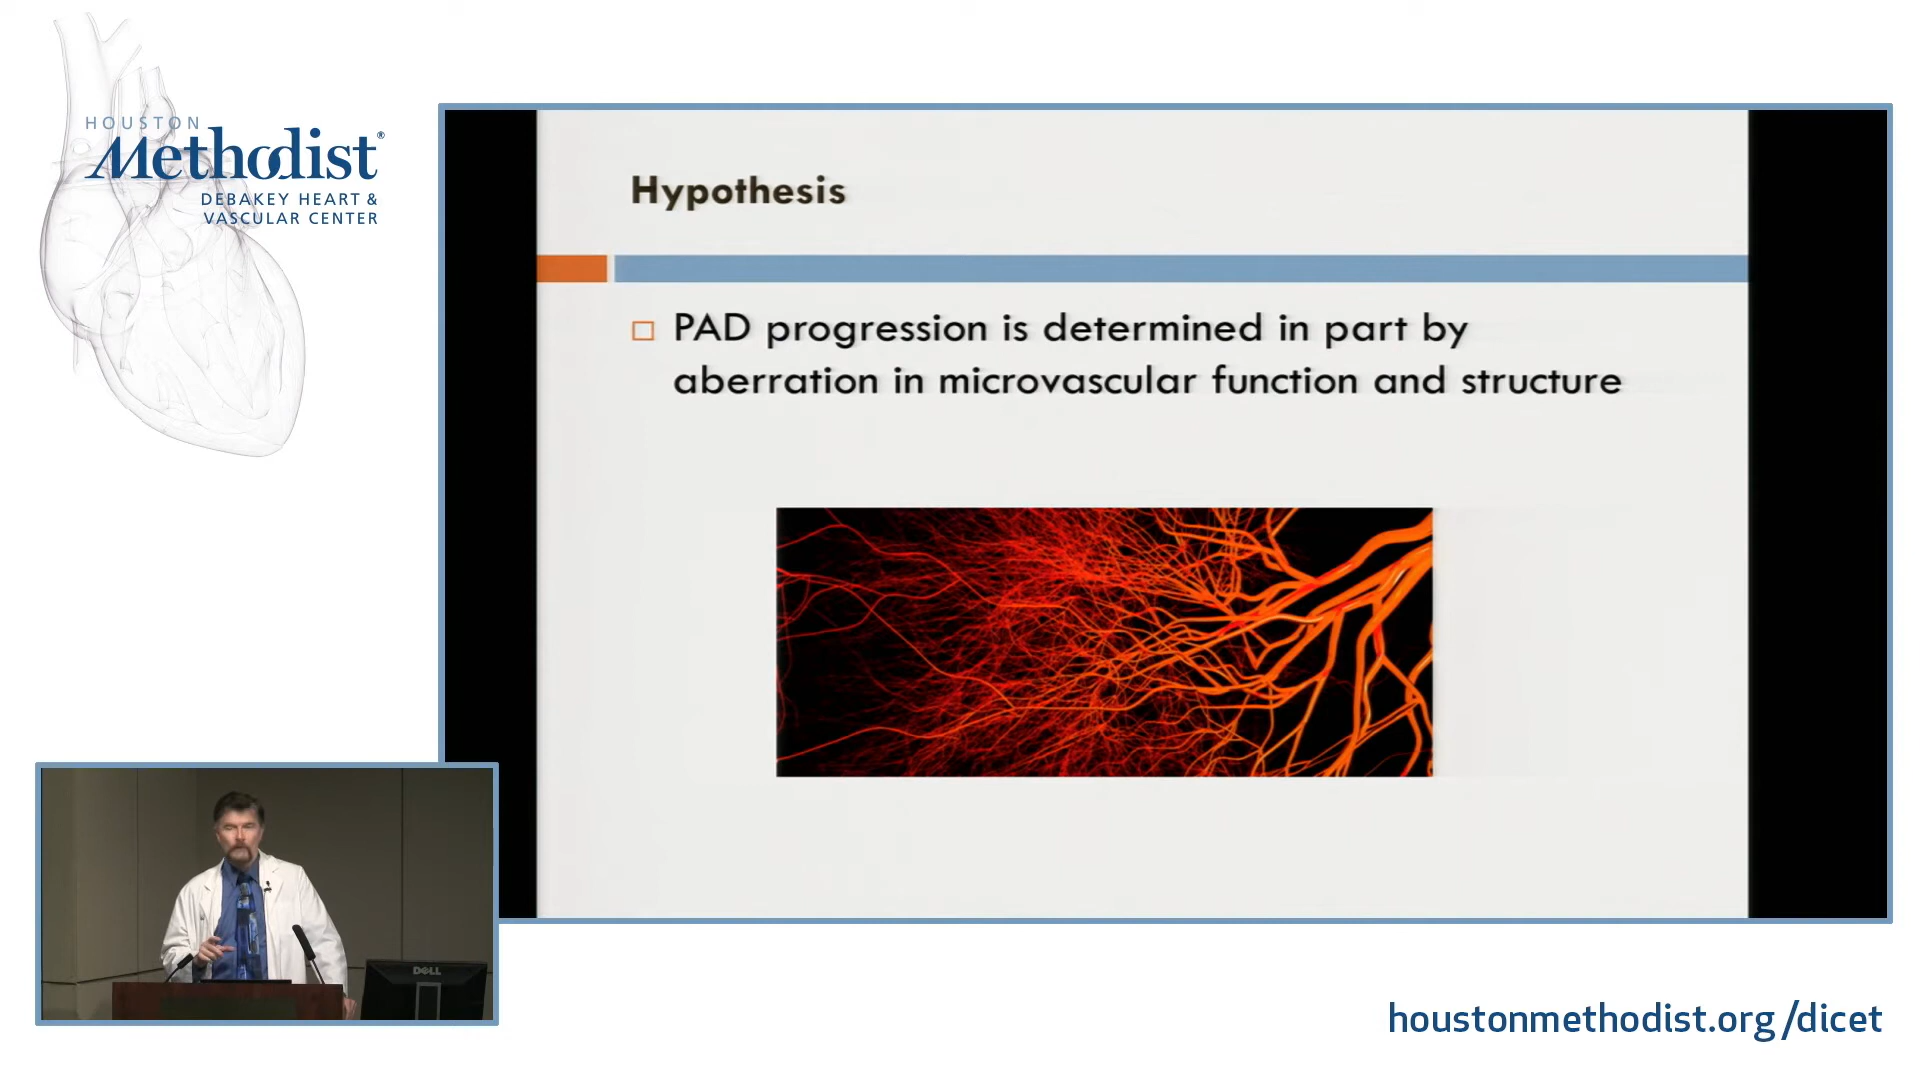 HOUSTON
Methodist®
DEBAKEY HEART &
VASCULAR CENTER
Hypothesis
PAD progression is determined in part by
aberration in microvascular function and structure
DELL
houstonmethodist.org/dicet